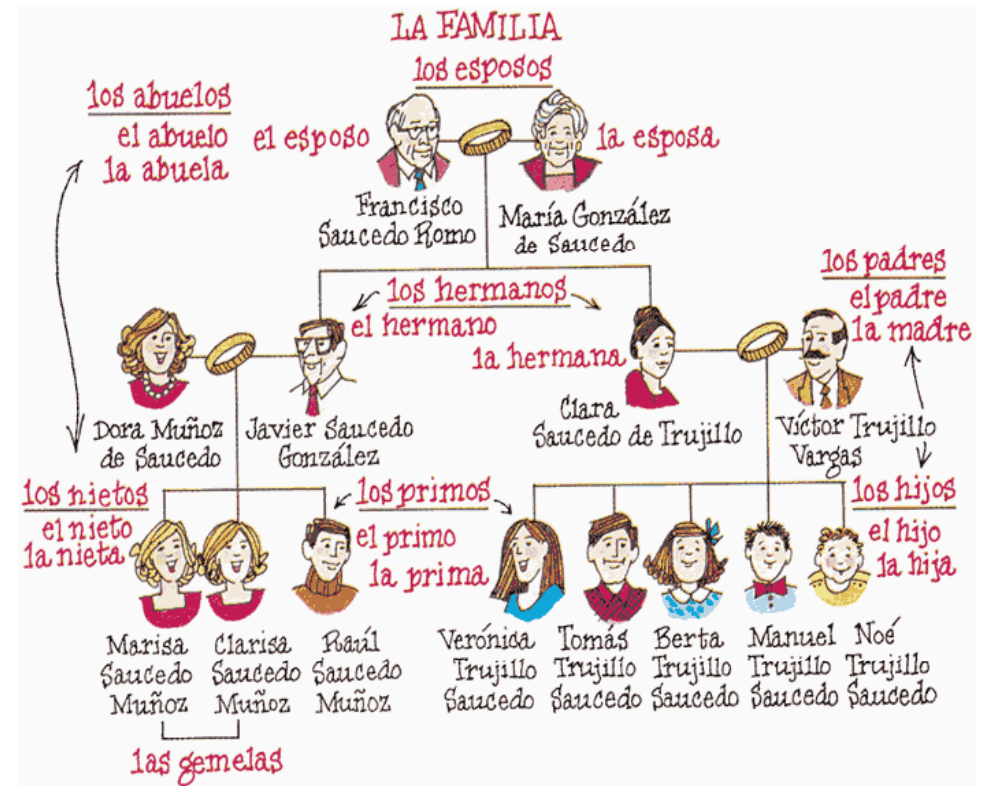 LA FAMILIA
los esposos
el esposo
la esposa
Francisco
Saucedo Romo
María González
de Saucedo
los abuelos
el abuelo
la abuela
los hermanos
el hermano
la hermana
los padres
el padre
la madre
Dora Muñoz
de Saucedo
Javier Saucedo
González
Clara
Saucedo de Trujillo
Víctor Trujillo
Vargas
los nietos
el nieto
la nieta
los primos
el primo
la prima
los hijos
el hijo
la hija
Marisa
Saucedo
Muñoz
Clarisa
Saucedo
Muñoz
Raúl
Saucedo
Muñoz
Verónica
Trujillo
Saucedo
Tomás
Trujillo
Saucedo
Berta
Trujillo
Saucedo
Manuel
Trujillo
Saucedo
Noé
Trujillo
Saucedo
las gemelas